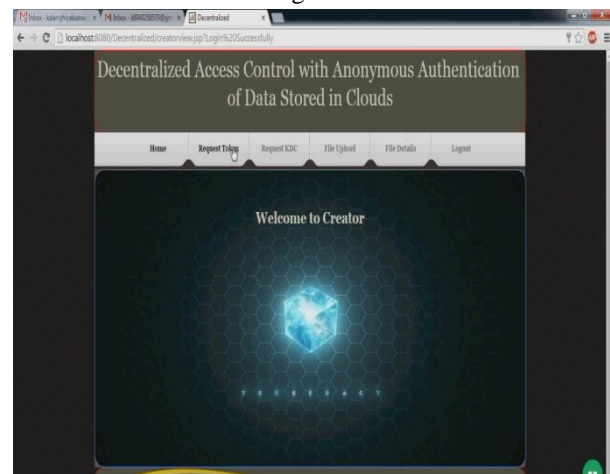 Decentralized
localhost:8080/Decentralized/creatorview.jsp?Login%20Successfully
Decentralized Access Control with Anonymous Authentication
of Data Stored in Clouds
Home Request Token Request KDC File Upload File Details Logout
Welcome to Creator
T E S S E R A C T